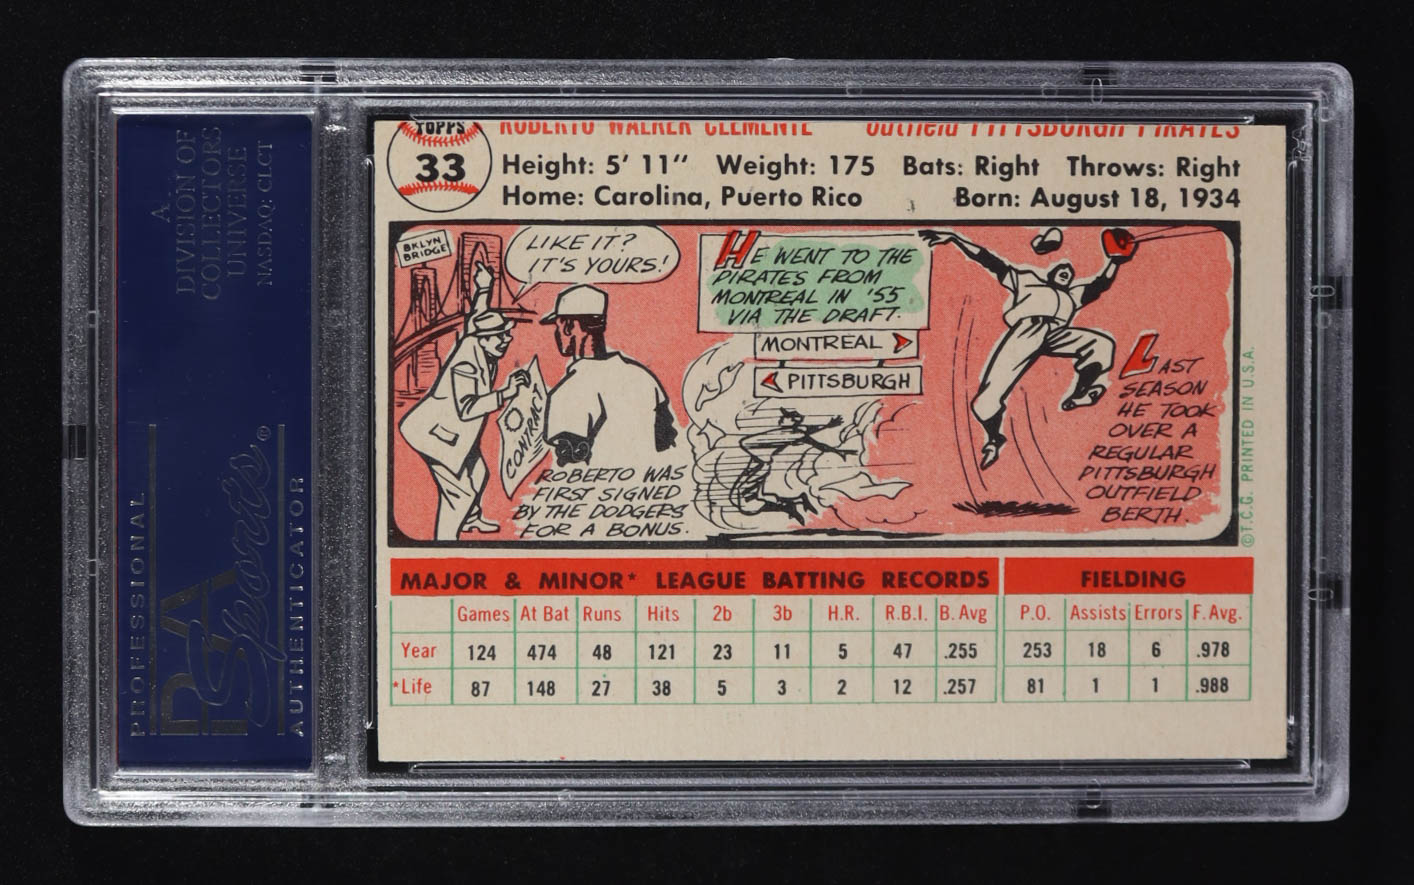 A
DIVISION OF
COLLECTORS
UNIVERSE
NASDAQ: CLCT
PROFESSIONAL
PSA
Sports®
AUTHENTICATOR
TOPPS
33
ROBERTO WALKER CLEMENTE outfield PITTSBURGH PIRATES
Height: 5' 11" Weight: 175 Bats: Right Throws: Right
Home: Carolina, Puerto Rico Born: August 18, 1934
BKLYN
BRIDGE
LIKE IT?
IT'S YOURS!
CONTRACT
ROBERTO WAS
FIRST SIGNED
BY THE DODGERS
FOR A BONUS.
HE WENT TO THE
PIRATES FROM
MONTREAL IN '55
VIA THE DRAFT.
MONTREAL
PITTSBURGH
LAST
SEASON
HE TOOK
OVER A
REGULAR
PITTSBURGH
OUTFIELD
BERTH.
©T.C.G. PRINTED IN U.S.A.
MAJOR & MINOR* LEAGUE BATTING RECORDS FIELDING
Games At Bat Runs Hits 2b 3b H.R. R.B.I. B. Avg P.O. Assists Errors F. Avg.
Year 124 474 48 121 23 11 5 47 .255 253 18 6 .978
*Life 87 148 27 38 5 3 2 12 .257 81 1 1 .988